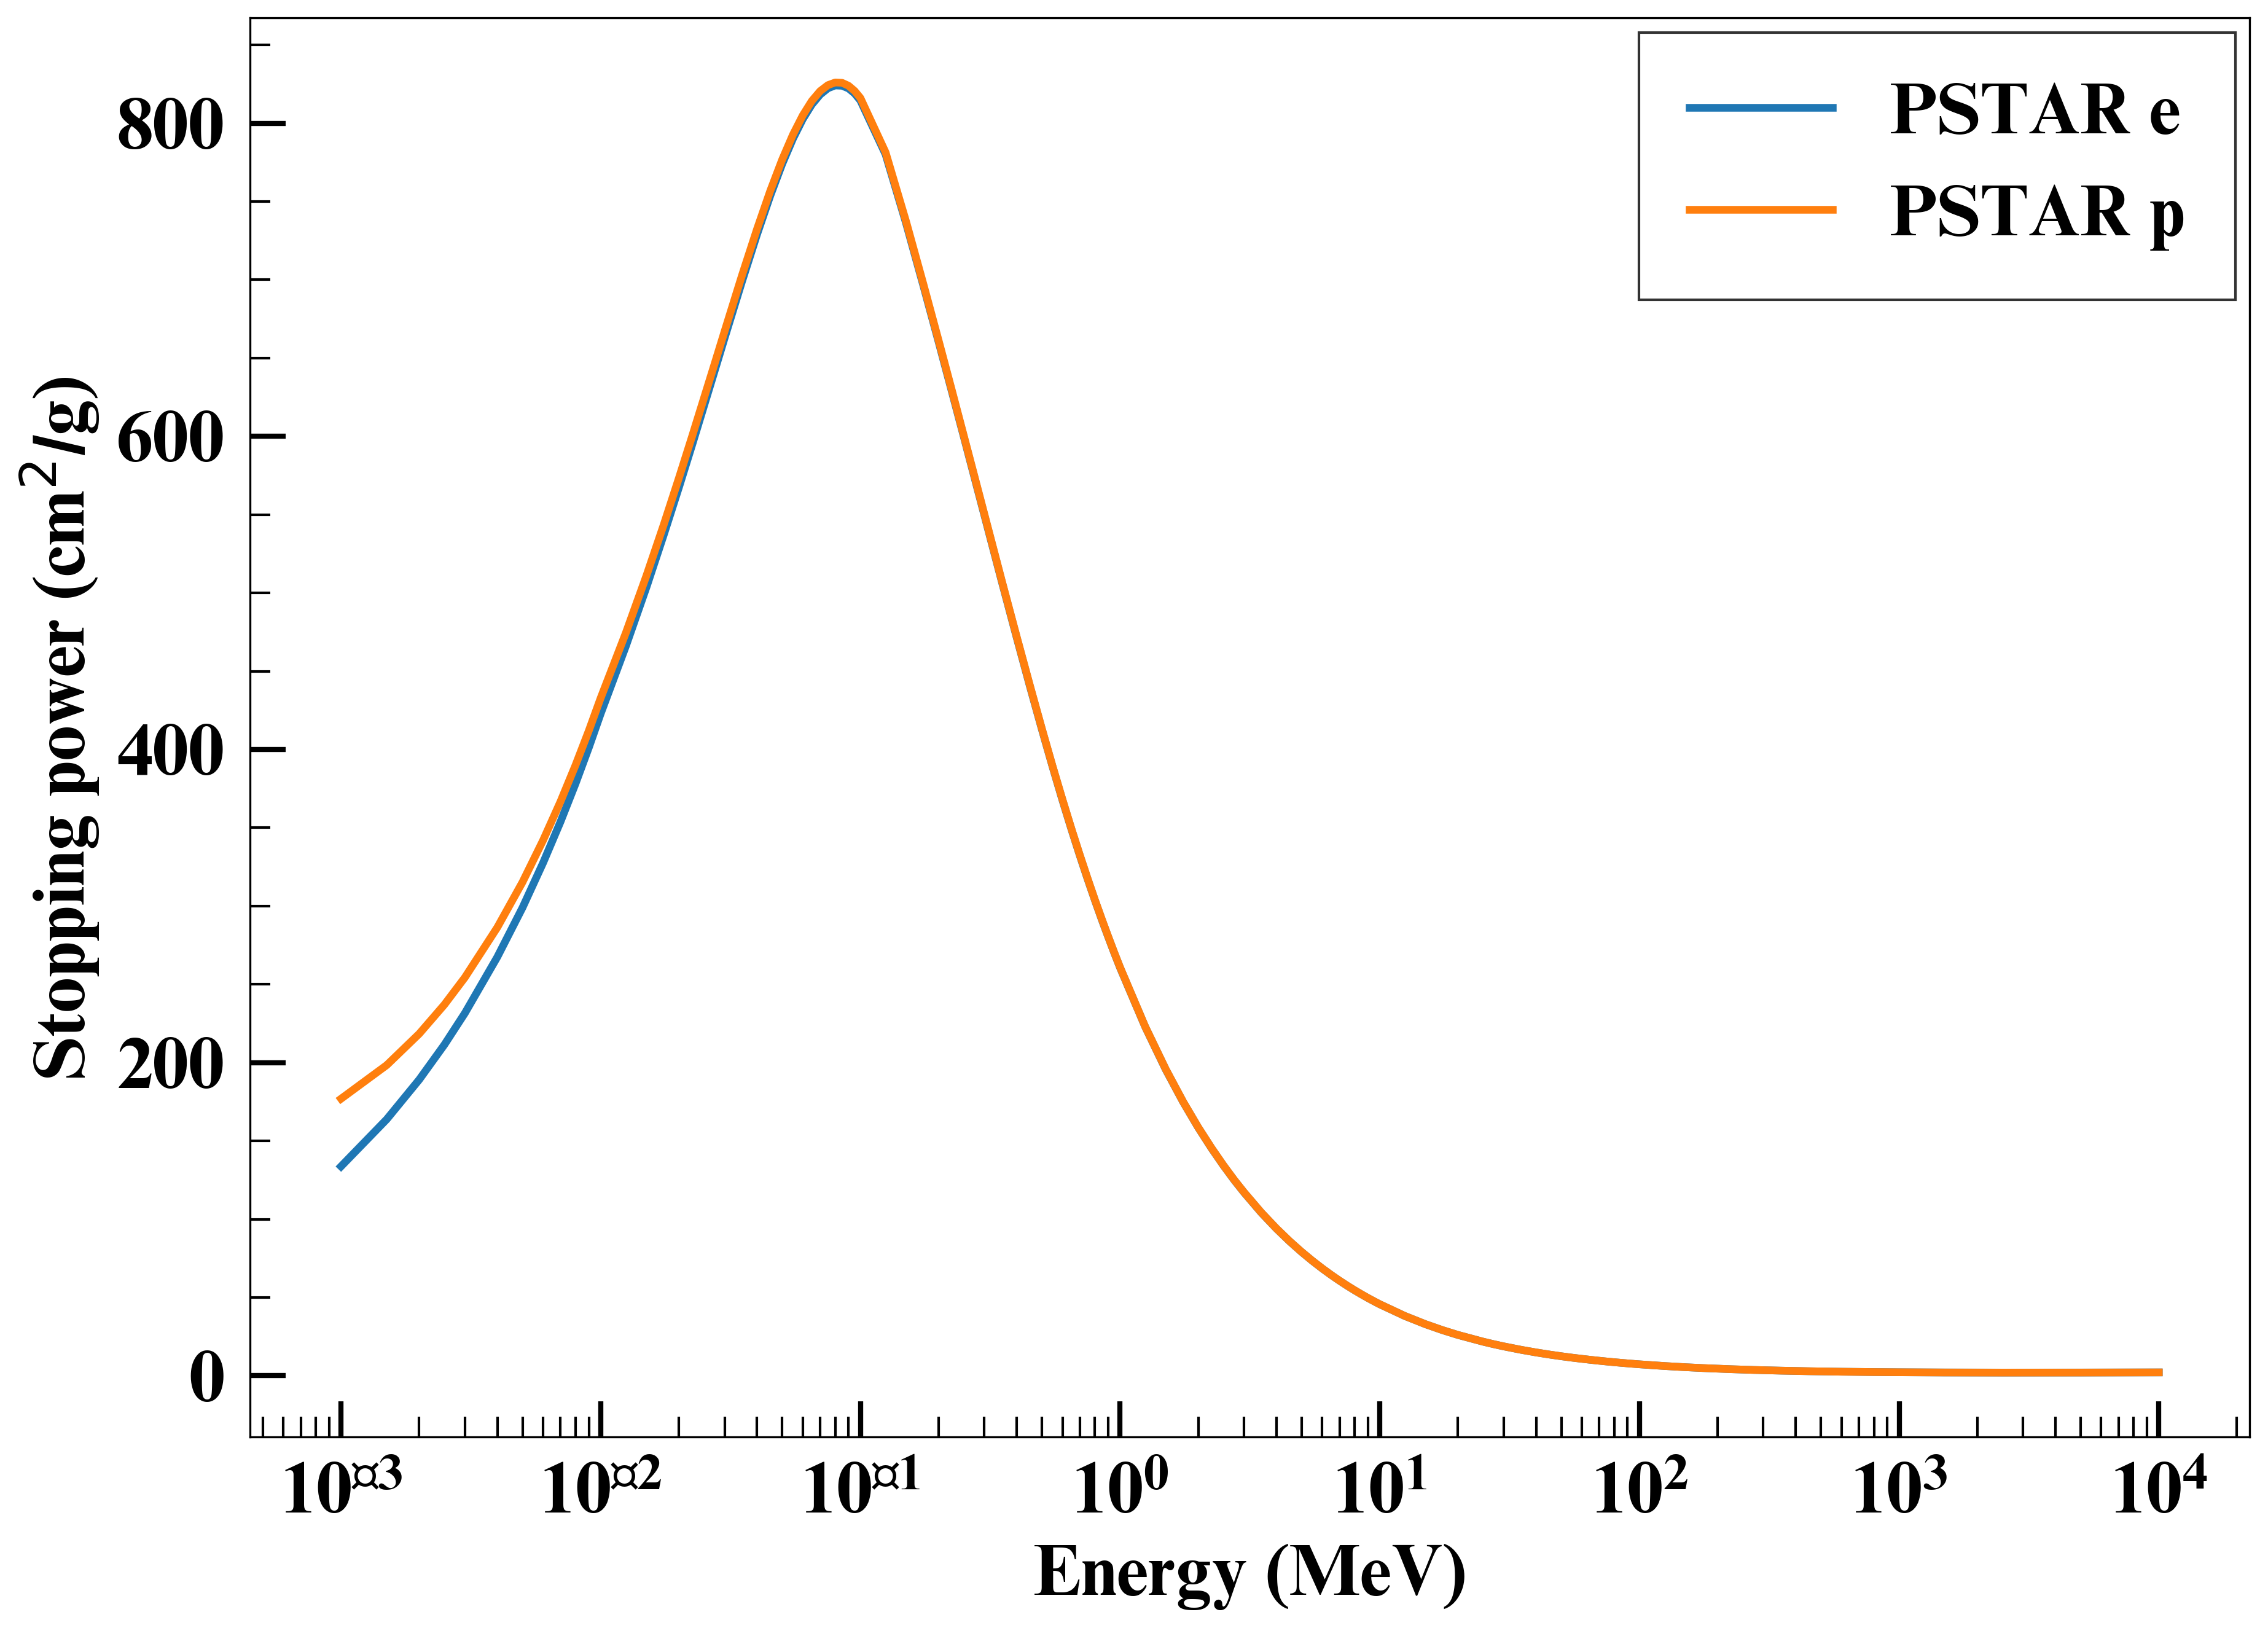 PSTAR e
PSTAR p
Stopping power (cm²/g)
800
600
400
200
0
10¤³ 10¤² 10¤¹ 10⁰ 10¹ 10² 10³ 10⁴
Energy (MeV)